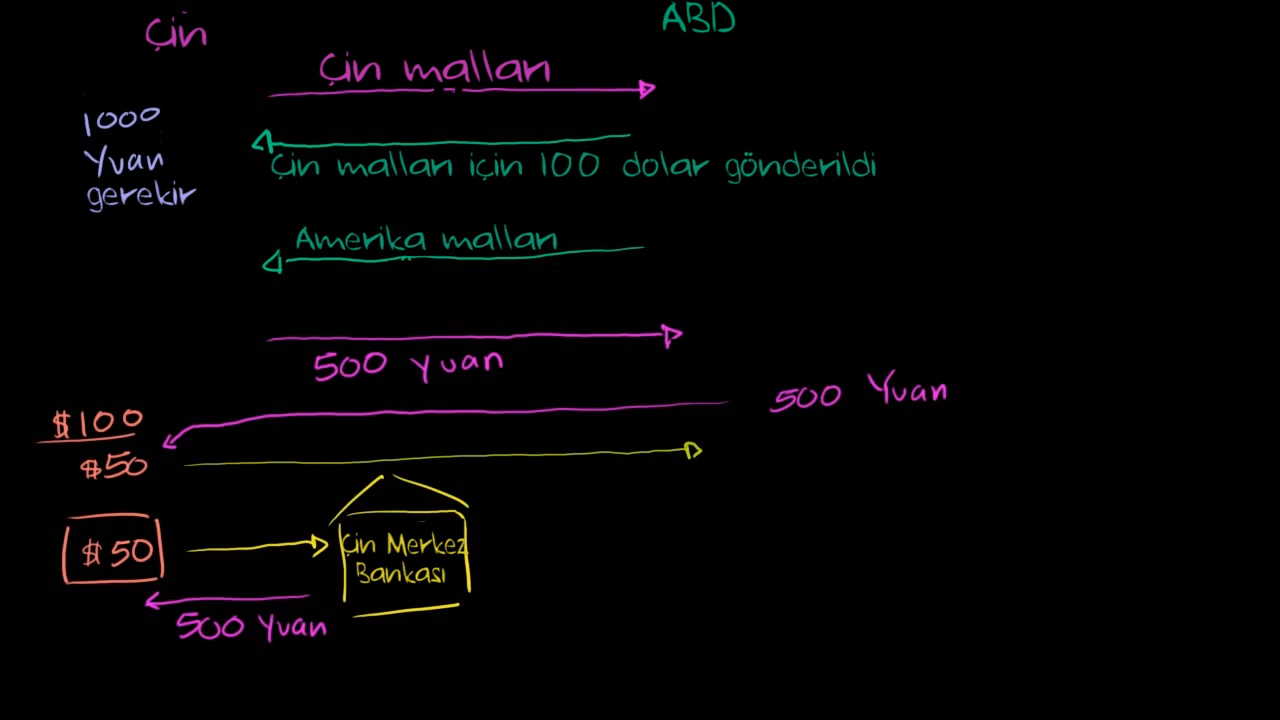 Çin
ABD
Çin malları
1000
Yuan
gerekir
Çin malları için 100 dolar gönderildi
Amerika malları
500 Yuan
500 Yuan
$100
$50
$50
Çin Merkez
Bankası
500 Yuan